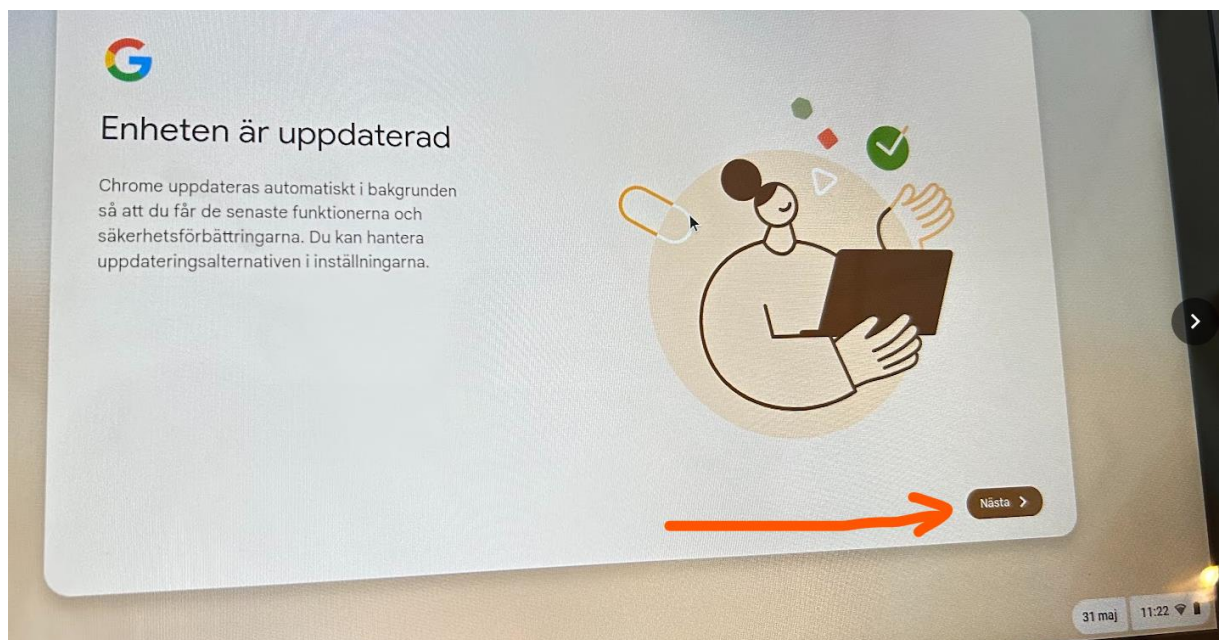 Enheten är uppdaterad
Chrome uppdateras automatiskt i bakgrunden
så att du får de senaste funktionerna och
säkerhetsförbättringarna. Du kan hantera
uppdateringsalternativen i inställningarna.
Nästa
31 maj
11:22